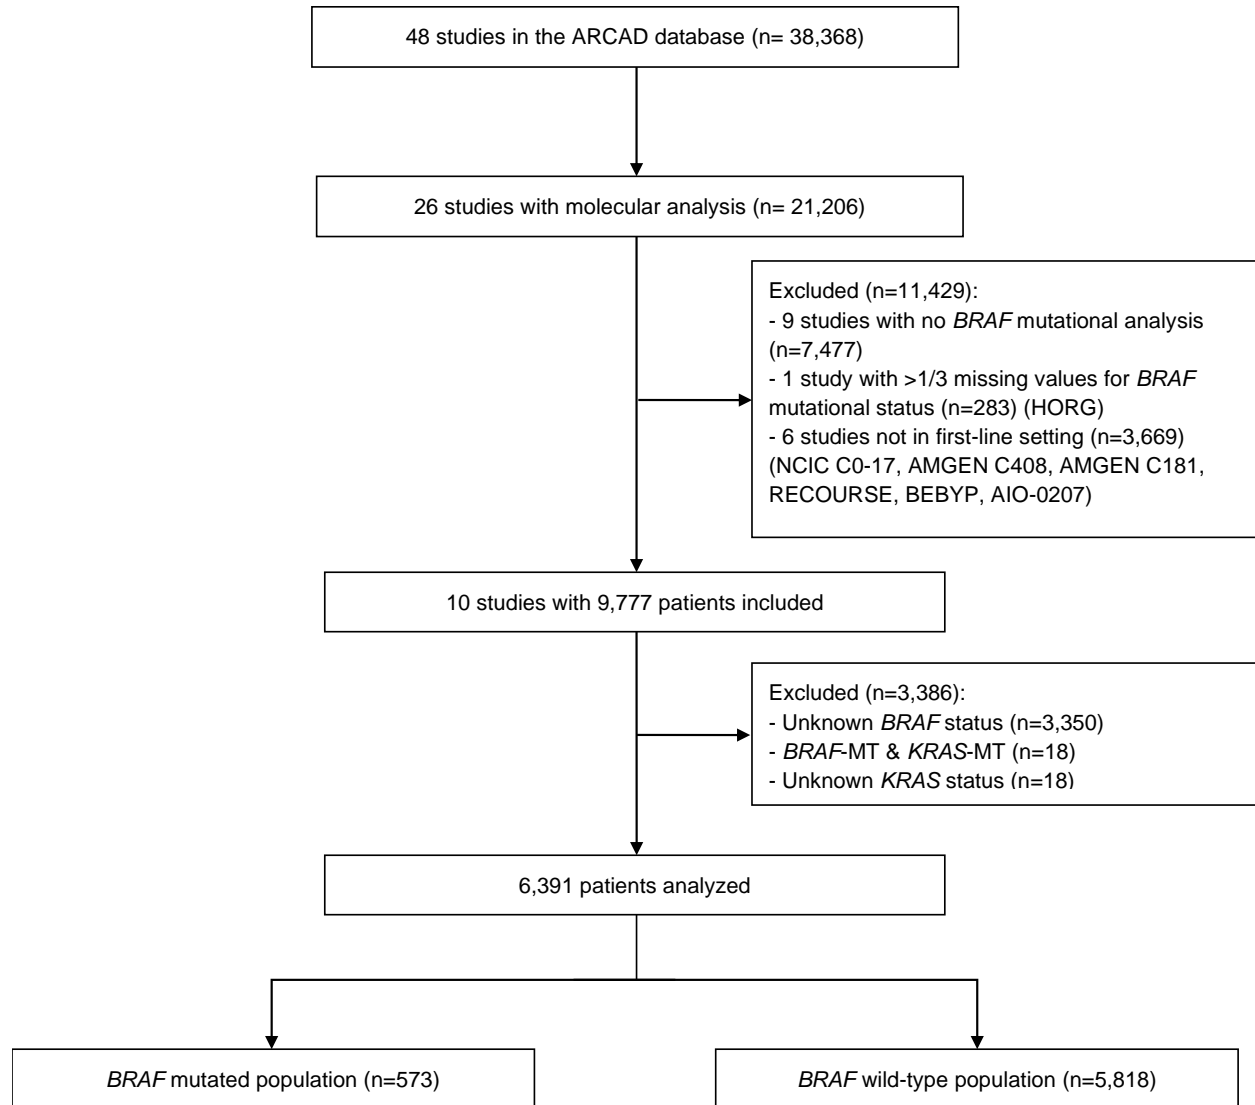 48 studies in the ARCAD database (n= 38,368)
26 studies with molecular analysis (n= 21,206)
Excluded (n=11,429):
- 9 studies with no BRAF mutational analysis
(n=7,477)
- 1 study with >1/3 missing values for BRAF
mutational status (n=283) (HORG)
- 6 studies not in first-line setting (n=3,669)
(NCIC C0-17, AMGEN C408, AMGEN C181,
RECOURSE, BEBYP, AIO-0207)
10 studies with 9,777 patients included
Excluded (n=3,386):
- Unknown BRAF status (n=3,350)
- BRAF-MT & KRAS-MT (n=18)
- Unknown KRAS status (n=18)
6,391 patients analyzed
BRAF mutated population (n=573)
BRAF wild-type population (n=5,818)